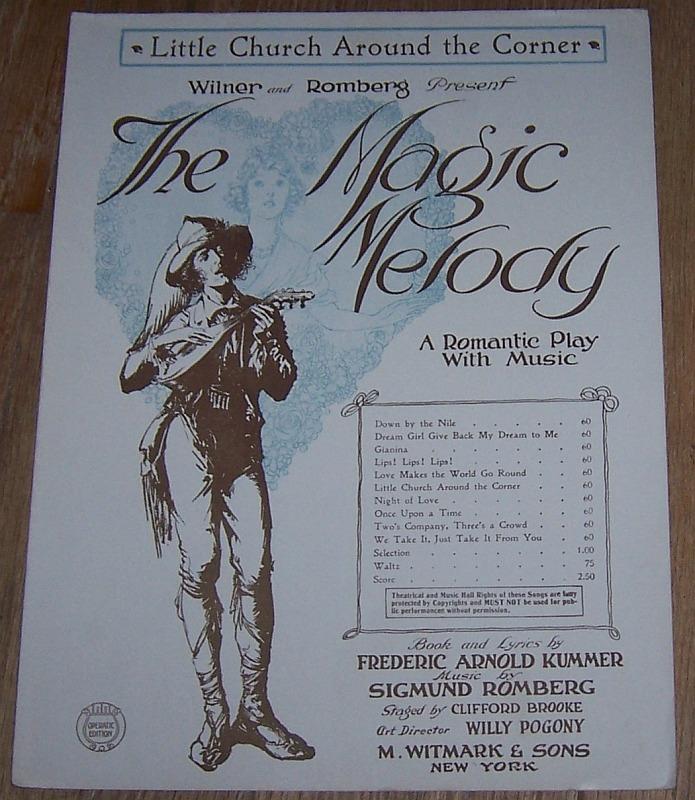 Little Church Around the Corner
Wilner and Romberg Present
The Magic
Melody
A Romantic Play
With Music
Down by the Nile . . . . . . 60
Dream Girl Give Back My Dream to Me 60
Gianina . . . . . . . 60
Lips! Lips! Lips! . . . . . 60
Love Makes the World Go Round . . 60
Little Church Around the Corner . . 60
Night of Love . . . . . . 60
Once Upon a Time . . . . . 60
Two's Company, Three's a Crowd . . 60
We Take It, Just Take It From You . 60
Selection . . . . . . . 1.00
Waltz . . . . . . . . 75
Score . . . . . . . . 2.50
Theatrical and Music Hall Rights of these Songs are fully
protected by Copyrights and MUST NOT be used for pub-
lic performances without permission.
Book and Lyrics by
FREDERIC ARNOLD KUMMER
Music by
SIGMUND ROMBERG
Staged by CLIFFORD BROOKE
Art Director WILLY POGONY
M. WITMARK & SONS
NEW YORK
OPERATIC
EDITION